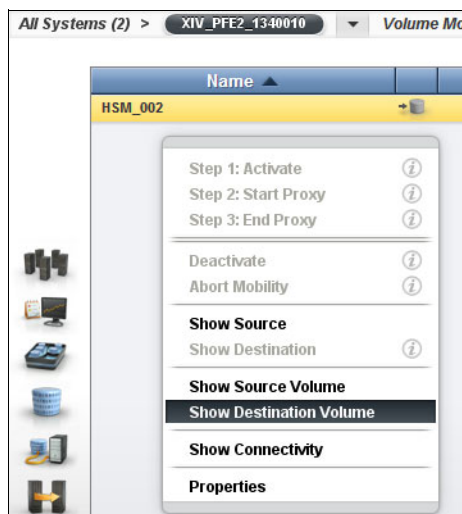 All Systems (2) > XIV_PFE2_1340010 Volume Mo
Name
HSM_002
Step 1: Activate
Step 2: Start Proxy
Step 3: End Proxy
Deactivate
Abort Mobility
Show Source
Show Destination
Show Source Volume
Show Destination Volume
Show Connectivity
Properties